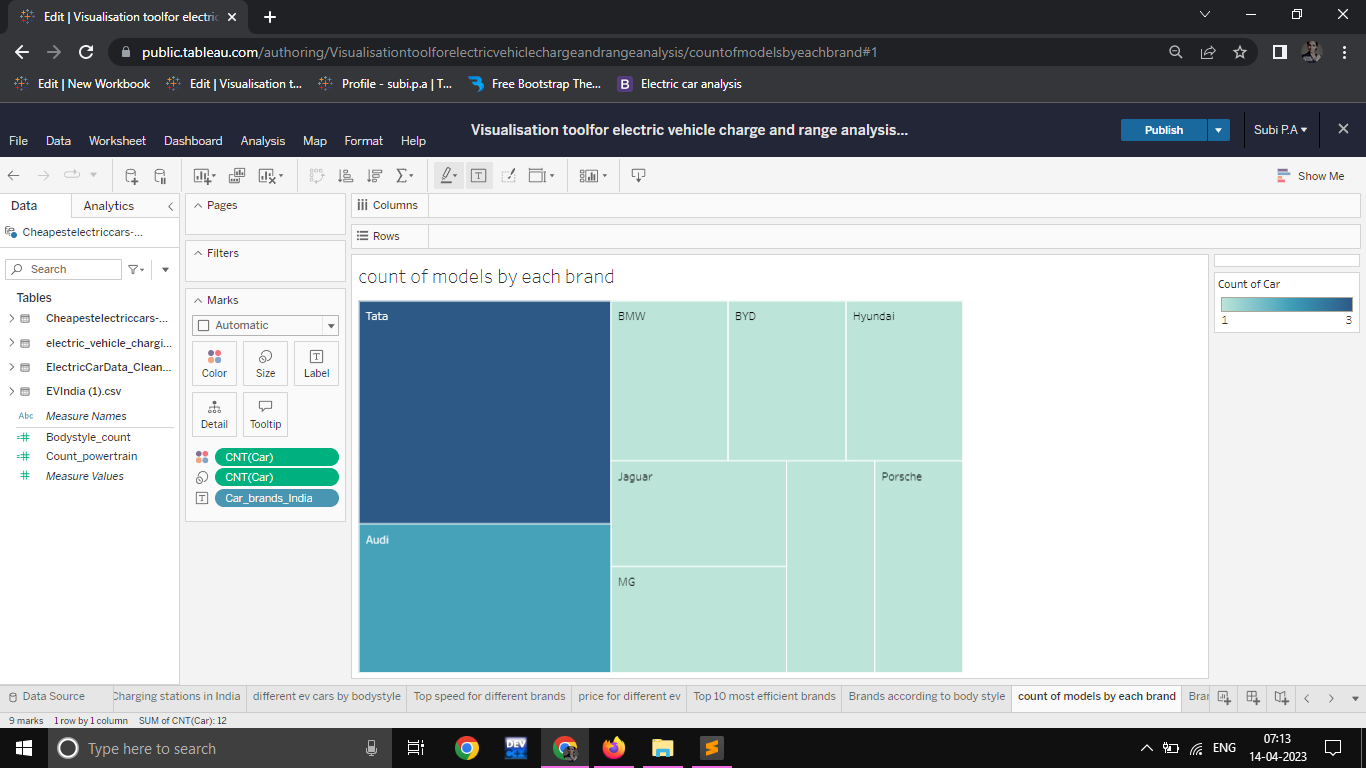 Edit | Visualisation toolfor electric
public.tableau.com/authoring/Visualisationtoolforelectricvehiclechargeandrangeanalysis/countofmodelsbyeachbrand#1
Edit | New Workbook
Edit | Visualisation t...
Profile - subi.p.a | T...
Free Bootstrap The...
B
Electric car analysis
Visualisation toolfor electric vehicle charge and range analysis...
Publish
Subi P.A
File Data Worksheet Dashboard Analysis Map Format Help
Show Me
Data
Analytics
Pages
Columns
Cheapestelectriccars-...
Rows
Search
Filters
Tables
Cheapestelectriccars-...
electric_vehicle_chargi...
ElectricCarData_Clean...
EVIndia (1).csv
Abc Measure Names
Bodystyle_count
Count_powertrain
Measure Values
Marks
Automatic
Color
Size
Label
Detail
Tooltip
CNT(Car)
CNT(Car)
Car_brands_India
count of models by each brand
Tata
BMW
BYD
Hyundai
Jaguar
Porsche
Audi
MG
Count of Car
1 3
Data Source
Charging stations in India
different ev cars by bodystyle
Top speed for different brands
price for different ev
Top 10 most efficient brands
Brands according to body style
count of models by each brand
Bran
9 marks 1 row by 1 column SUM of CNT(Car): 12
Type here to search
DEV
ENG
07:13
14-04-2023